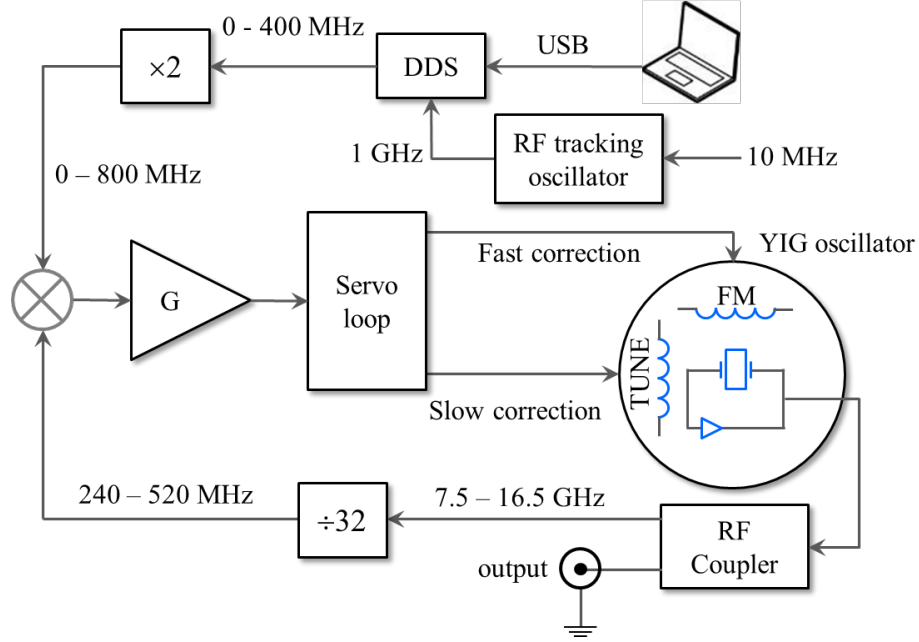 0 - 400 MHz
USB
×2
DDS
1 GHz
RF tracking
oscillator
10 MHz
0 – 800 MHz
Fast correction
YIG oscillator
G
Servo
loop
FM
TUNE
Slow correction
240 – 520 MHz
÷32
7.5 – 16.5 GHz
RF
Coupler
output